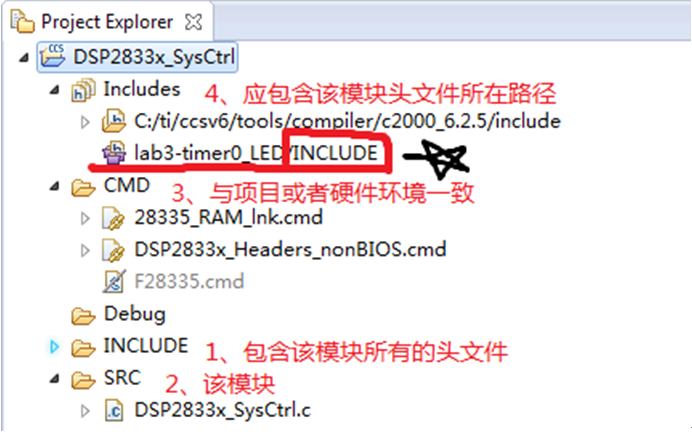 Project Explorer
DSP2833x_SysCtrl
Includes
4、应包含该模块头文件所在路径
C:/ti/ccsv6/tools/compiler/c2000_6.2.5/include
lab3-timer0_LED/INCLUDE
CMD
3、与项目或者硬件环境一致
28335_RAM_lnk.cmd
DSP2833x_Headers_nonBIOS.cmd
F28335.cmd
Debug
INCLUDE
1、包含该模块所有的头文件
SRC
2、该模块
DSP2833x_SysCtrl.c